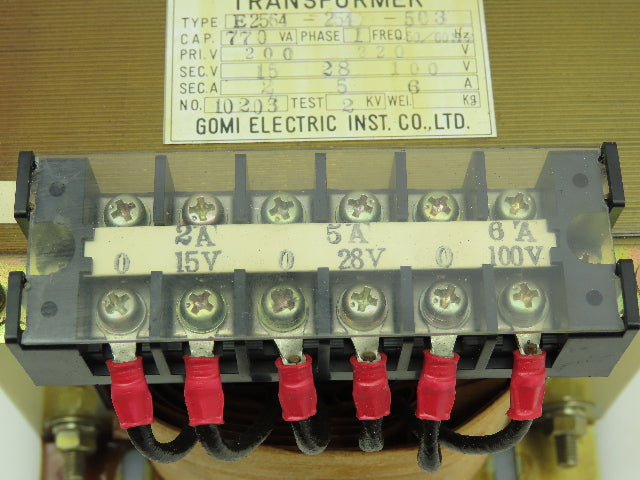 TRANSFORMER
TYPE E2564-254-503
CAP. 770 VA PHASE 1 FREQ 50/60 Hz
PRI.V 200 220 V
SEC.V 15 28 100 V
SEC.A 2 5 6 A
NO. 10203 TEST 2 KV WEI. Kg
GOMI ELECTRIC INST. CO.,LTD.
2A 5A 6A
0 15V 0 28V 0 100V